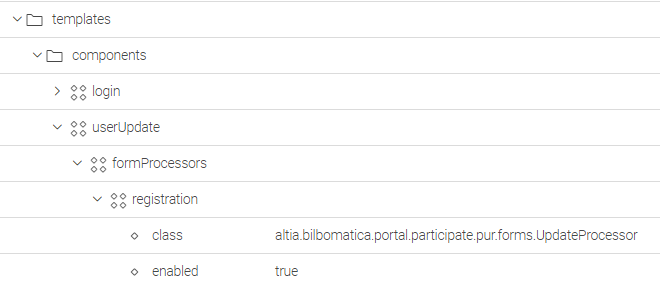 templates
components
login
userUpdate
formProcessors
registration
class altia.bilbomatica.portal.participate.pur.forms.UpdateProcessor
enabled true